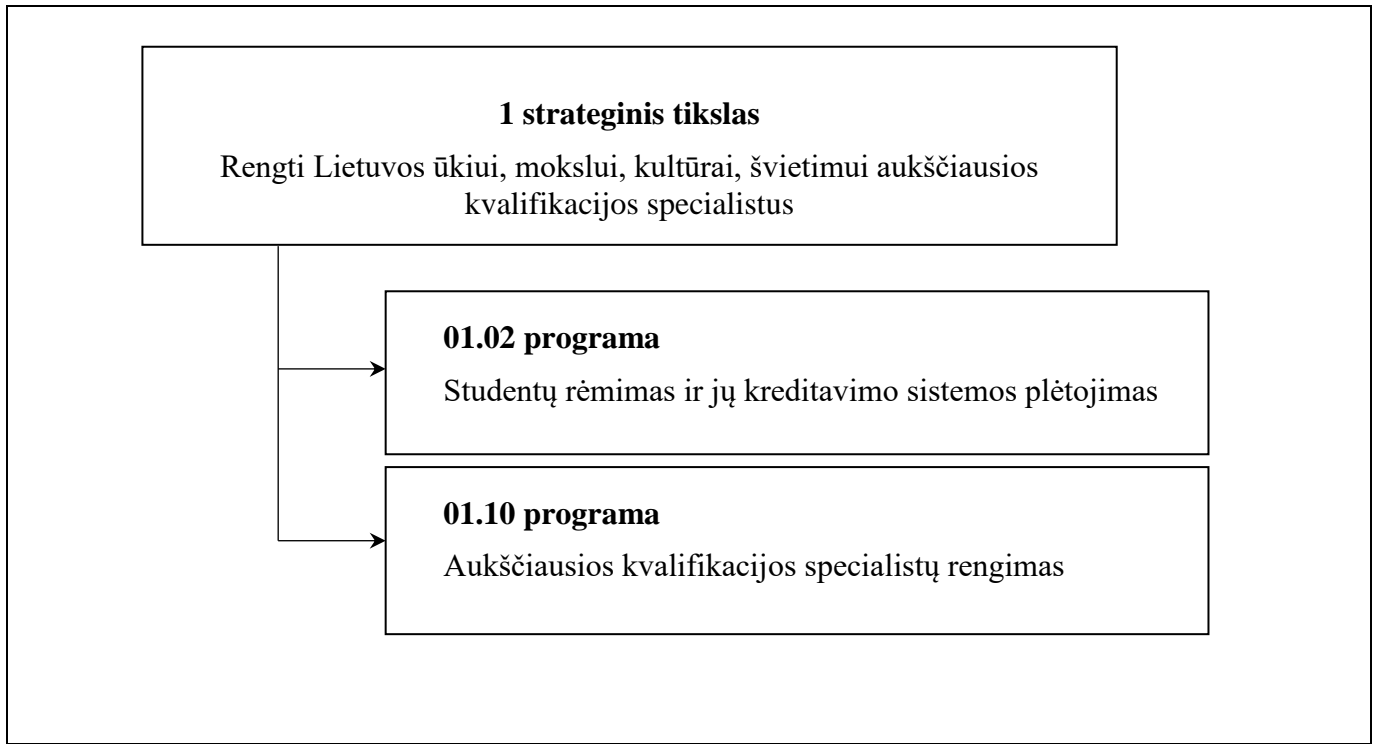 1 strateginis tikslas
Rengti Lietuvos ūkiui, mokslui, kultūrai, švietimui aukščiausios
kvalifikacijos specialistus
01.02 programa
Studentų rėmimas ir jų kreditavimo sistemos plėtojimas
01.10 programa
Aukščiausios kvalifikacijos specialistų rengimas